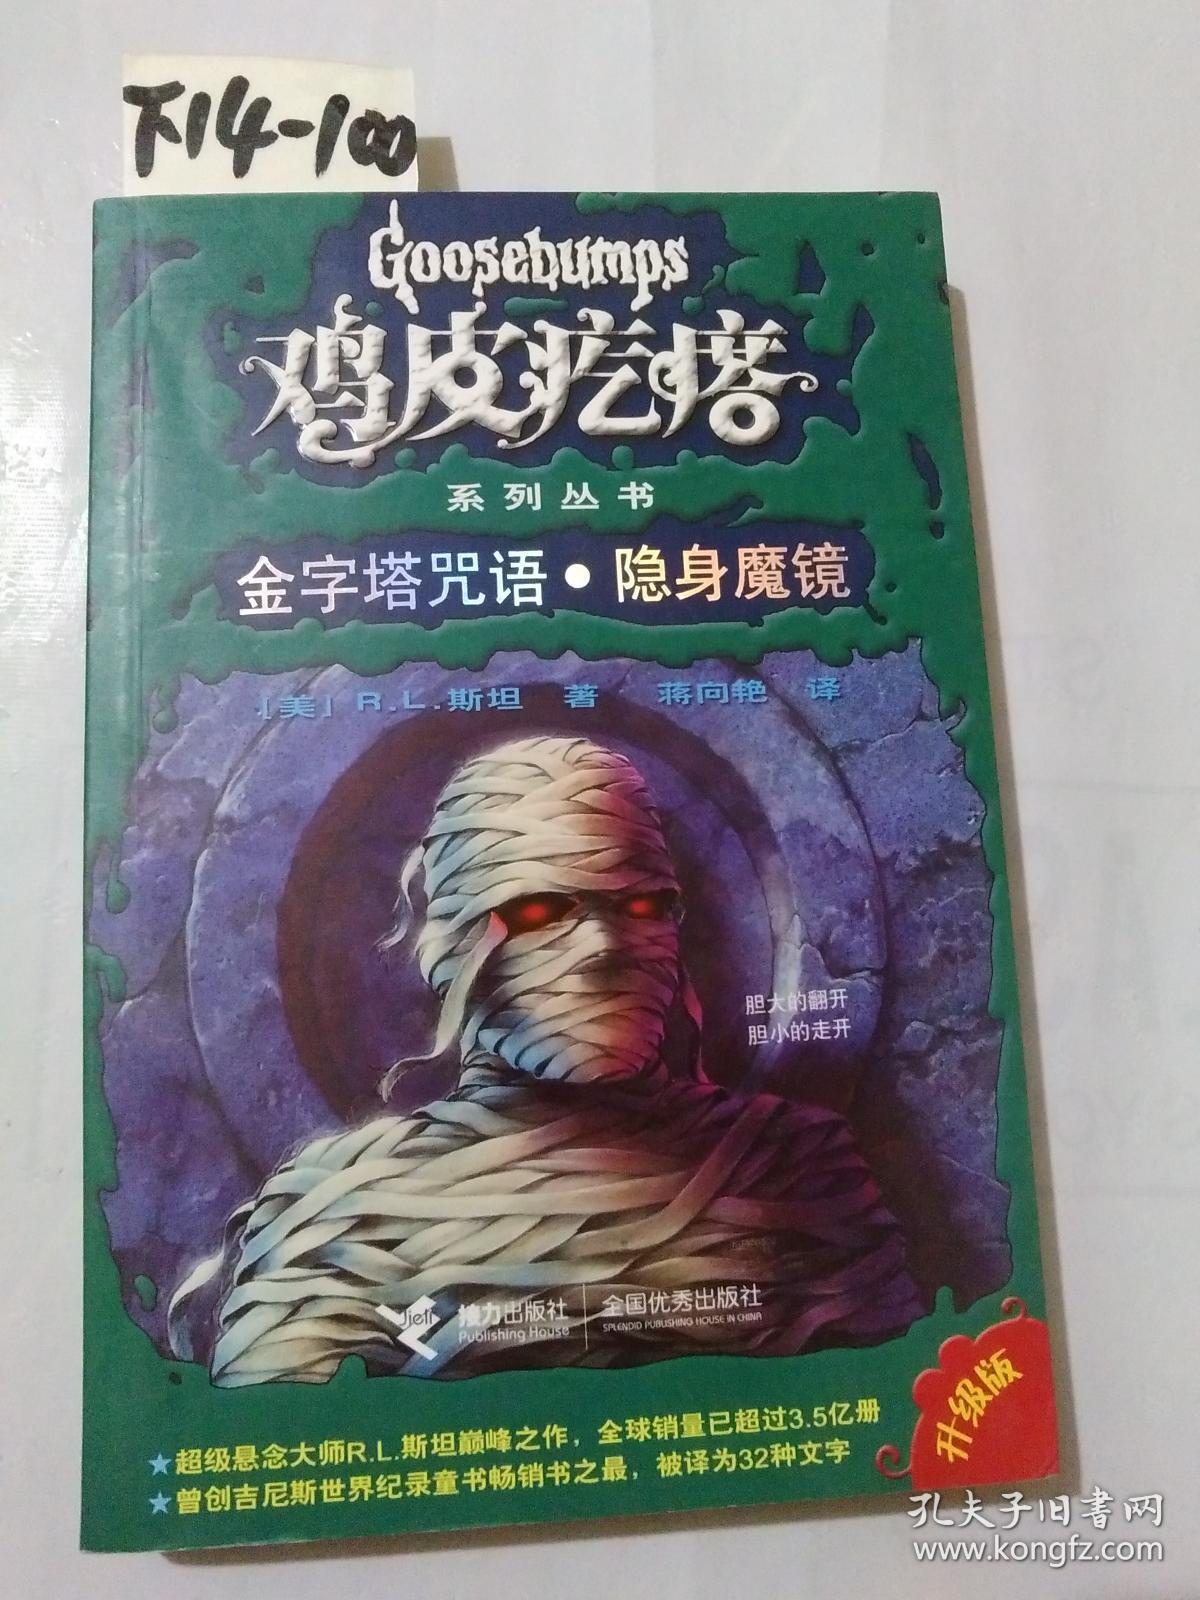 下14-100
Goosebumps
鸡皮疙瘩
系列丛书
金字塔咒语·隐身魔镜
[美] R.L.斯坦 著 蒋向艳 译
胆大的翻开
胆小的走开
Jieli 接力出版社 全国优秀出版社
Publishing House SPLENDID PUBLISHING HOUSE IN CHINA
升级版
★超级悬念大师R.L.斯坦巅峰之作，全球销量已超过3.5亿册
★曾创吉尼斯世界纪录童书畅销书之最，被译为32种文字
孔夫子旧书网
www.kongfz.com